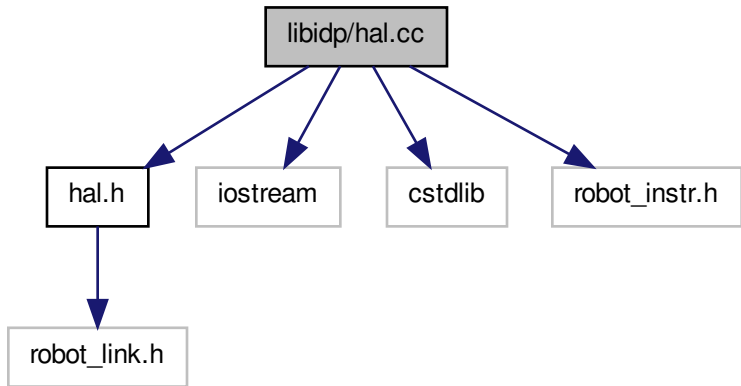 libidp/hal.cc
hal.h
iostream
cstdlib
robot_instr.h
robot_link.h